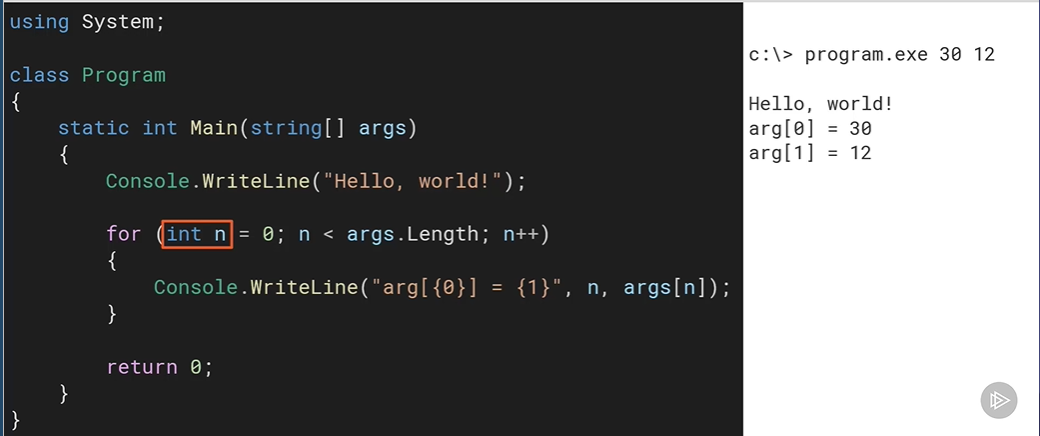 using System;
class Program
{
    static int Main(string[] args)
    {
        Console.WriteLine("Hello, world!");
        for (int n = 0; n < args.Length; n++)
        {
            Console.WriteLine("arg[{0}] = {1}", n, args[n]);
        }
        return 0;
    }
}
c:\> program.exe 30 12
Hello, world!
arg[0] = 30
arg[1] = 12